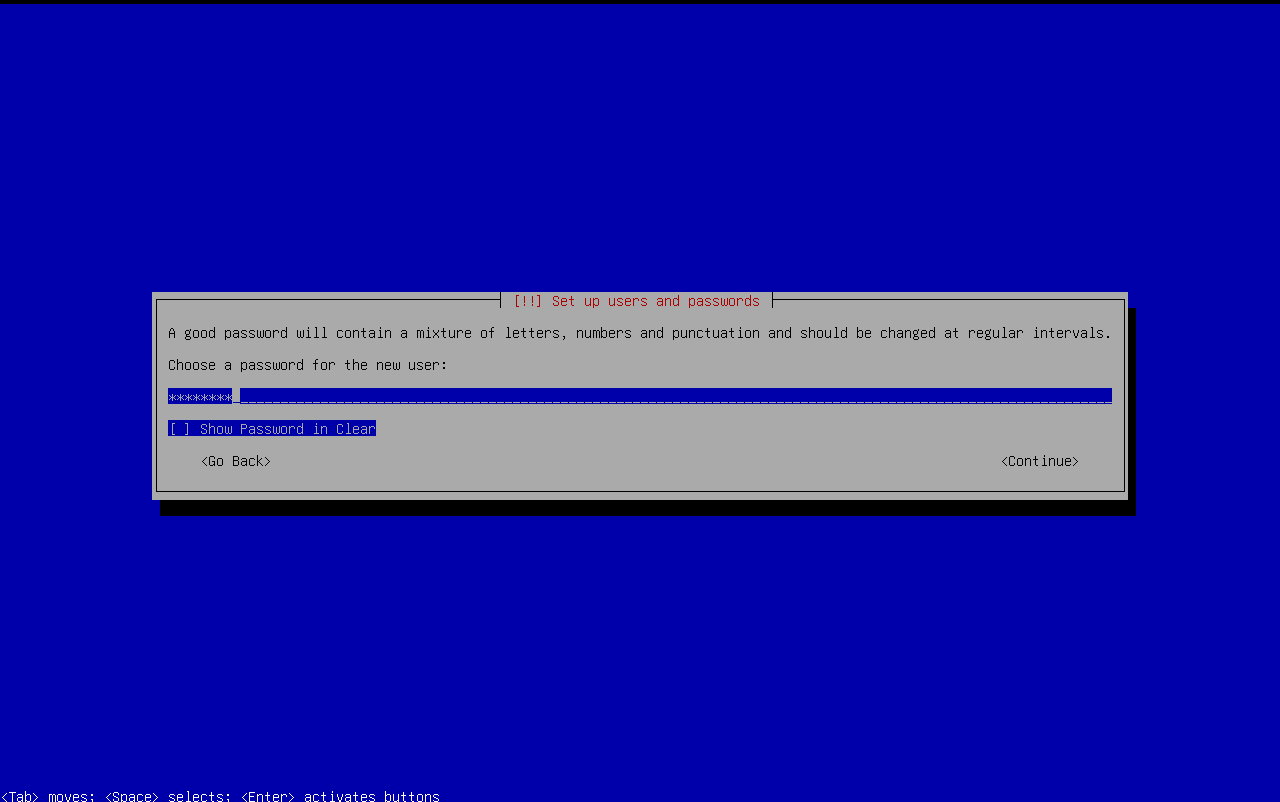 [!!] Set up users and passwords
A good password will contain a mixture of letters, numbers and punctuation and should be changed at regular intervals.
Choose a password for the new user:
********
[ ] Show Password in Clear
<Go Back> <Continue>
<Tab> moves; <Space> selects; <Enter> activates buttons